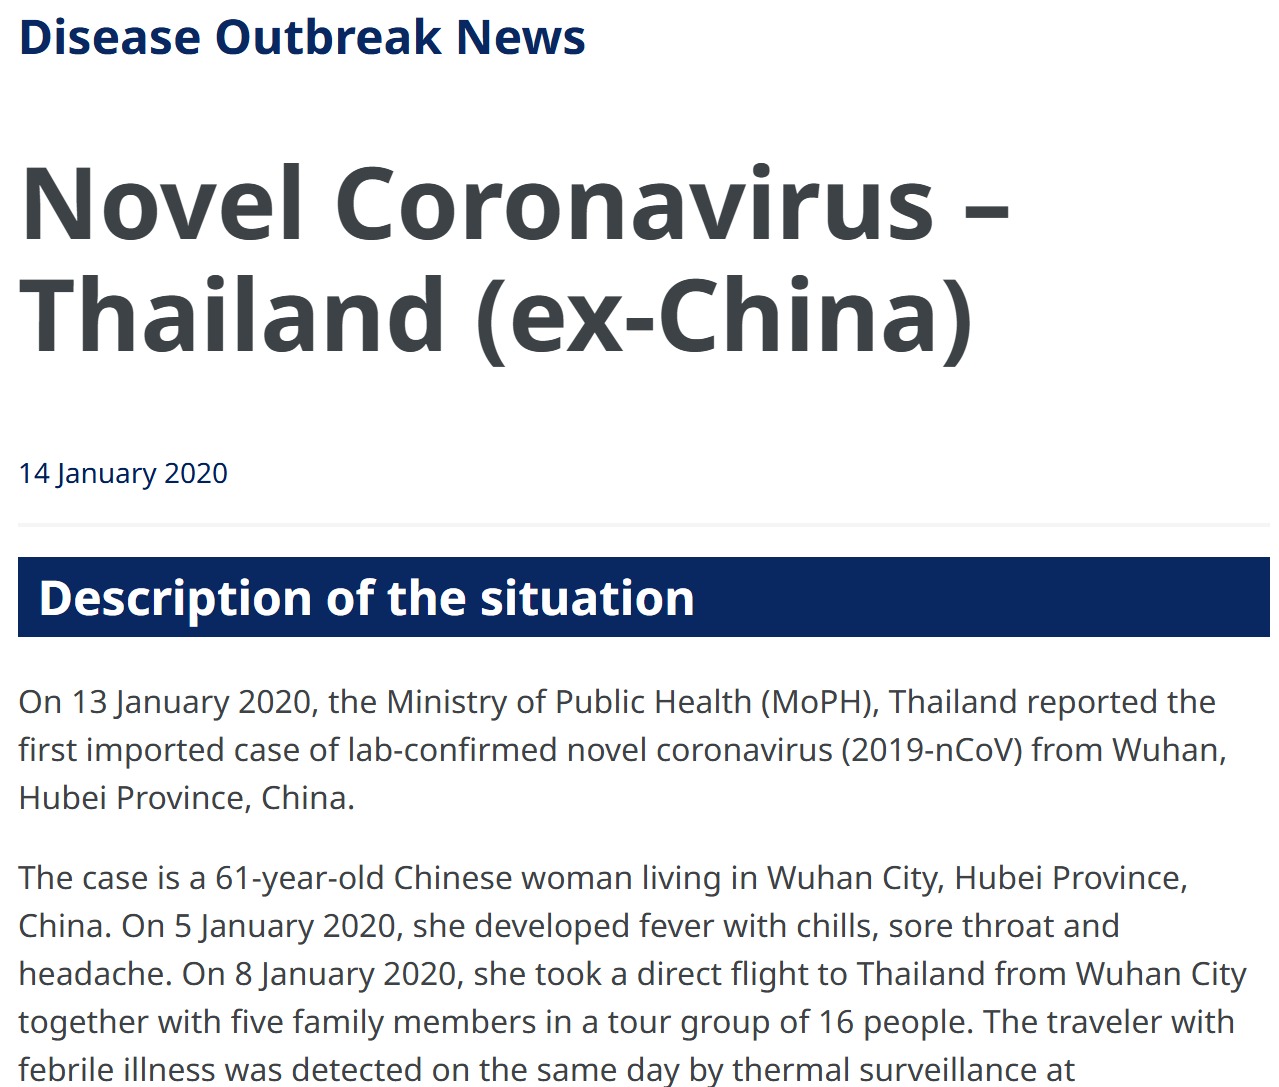 Disease Outbreak News
Novel Coronavirus –
Thailand (ex-China)
14 January 2020
Description of the situation
On 13 January 2020, the Ministry of Public Health (MoPH), Thailand reported the
first imported case of lab-confirmed novel coronavirus (2019-nCoV) from Wuhan,
Hubei Province, China.
The case is a 61-year-old Chinese woman living in Wuhan City, Hubei Province,
China. On 5 January 2020, she developed fever with chills, sore throat and
headache. On 8 January 2020, she took a direct flight to Thailand from Wuhan City
together with five family members in a tour group of 16 people. The traveler with
febrile illness was detected on the same day by thermal surveillance at